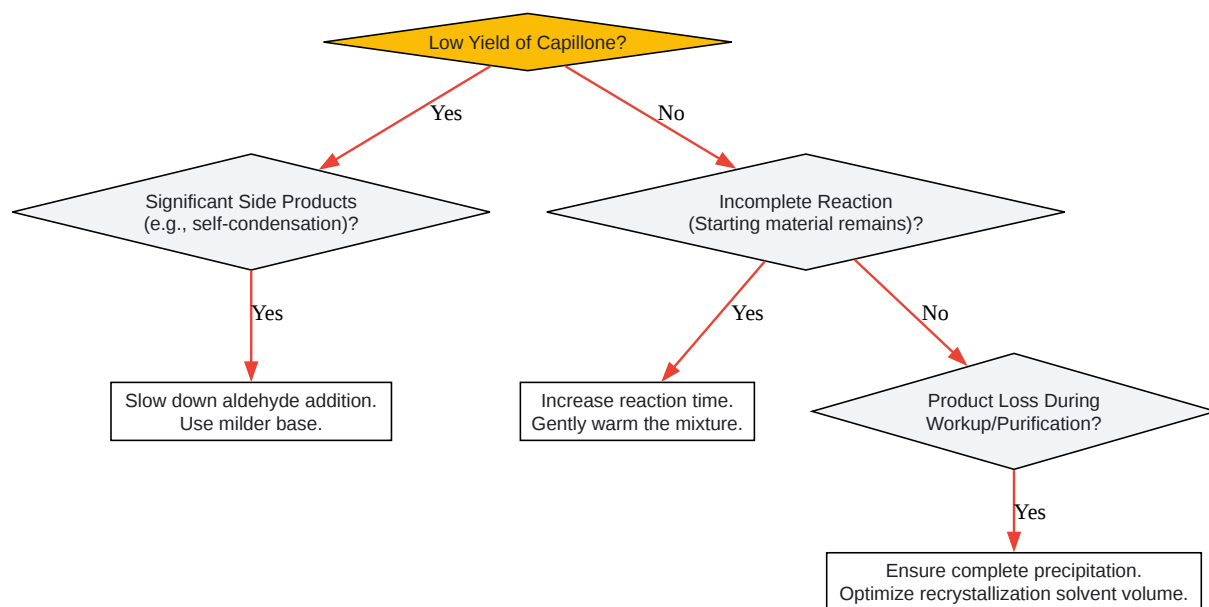 Low Yield of Capillone?
Yes
No
Significant Side Products
(e.g., self-condensation)?
Incomplete Reaction
(Starting material remains)?
Yes
Yes
No
Slow down aldehyde addition.
Use milder base.
Increase reaction time.
Gently warm the mixture.
Product Loss During
Workup/Purification?
Yes
Ensure complete precipitation.
Optimize recrystallization solvent volume.